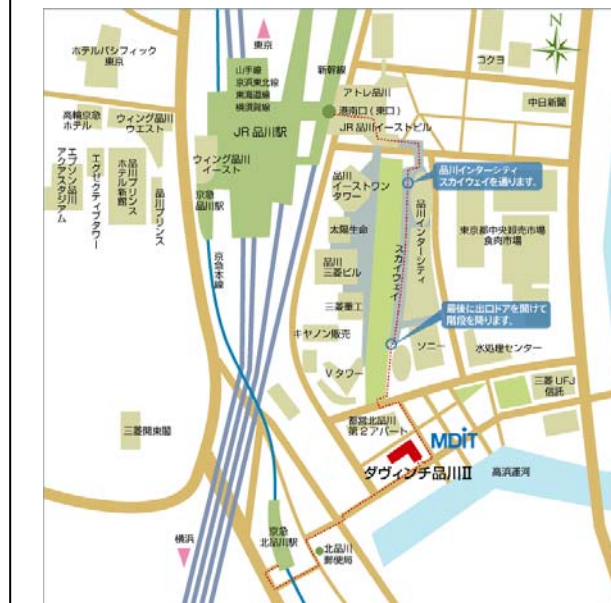 N
ホテルパシフィック
東京
東京
山手線
京浜東北線
東海道線
横須賀線
新幹線
アトレ品川
港南口(東口)
コクヨ
中日新聞
高輪京急
ホテル
ウィング品川
ウエスト
JR 品川駅
JR 品川イーストビル
エプソン品川
アクアスタジアム
エグゼクティブタワー
品川プリンス
ホテル新館
品川プリンス
ウィング品川
イースト
京急
品川駅
京急本線
品川
イーストワン
タワー
品川インターシティ
スカイウェイを通ります。
太陽生命
スカイウェイ
品川インターシティ
東京都中央卸売市場
食肉市場
品川
三菱ビル
三菱重工
最後に出口ドアを開けて
階段を降ります。
キヤノン販売
ソニー
水処理センター
Vタワー
三菱UFJ
信託
三菱開東閣
都営北品川
第2アパート
MDIT
ダヴィンチ品川II
高浜運河
横浜
京急
北品川駅
北品川
郵便局